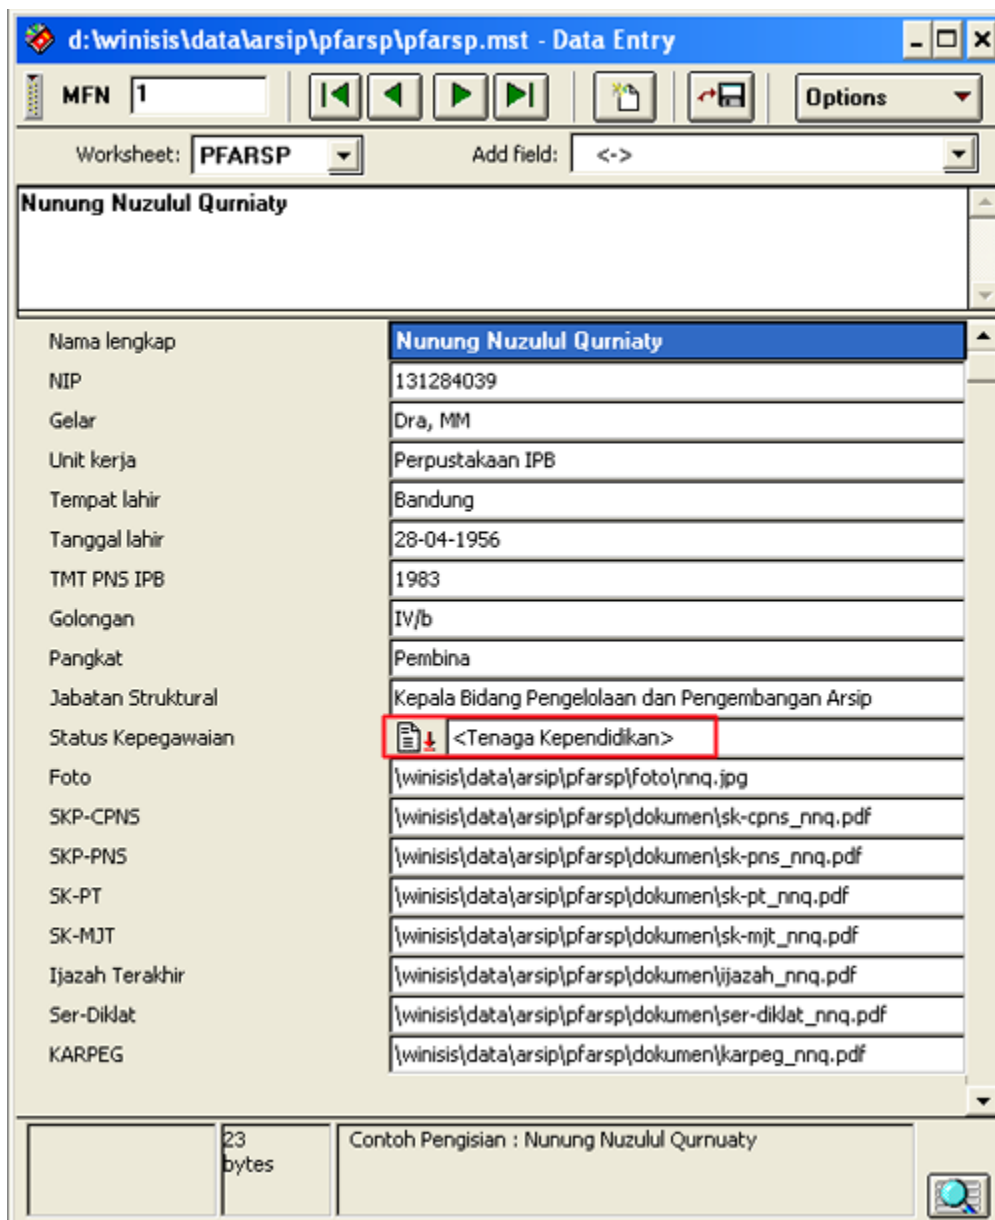 d:\winisis\data\arsip\pfarsp\pfarsp.mst - Data Entry
MFN 1 Options
Worksheet: PFARSP Add field: <->
Nunung Nuzulul Qurniaty
Nama lengkap Nunung Nuzulul Qurniaty
NIP 131284039
Gelar Dra, MM
Unit kerja Perpustakaan IPB
Tempat lahir Bandung
Tanggal lahir 28-04-1956
TMT PNS IPB 1983
Golongan IV/b
Pangkat Pembina
Jabatan Struktural Kepala Bidang Pengelolaan dan Pengembangan Arsip
Status Kepegawaian <Tenaga Kependidikan>
Foto \winisis\data\arsip\pfarsp\foto\nnq.jpg
SKP-CPNS \winisis\data\arsip\pfarsp\dokumen\sk-cpns_nnq.pdf
SKP-PNS \winisis\data\arsip\pfarsp\dokumen\sk-pns_nnq.pdf
SK-PT \winisis\data\arsip\pfarsp\dokumen\sk-pt_nnq.pdf
SK-MJT \winisis\data\arsip\pfarsp\dokumen\sk-mjt_nnq.pdf
Ijazah Terakhir \winisis\data\arsip\pfarsp\dokumen\ijazah_nnq.pdf
Ser-Diklat \winisis\data\arsip\pfarsp\dokumen\ser-diklat_nnq.pdf
KARPEG \winisis\data\arsip\pfarsp\dokumen\karpeg_nnq.pdf
23 Contoh Pengisian : Nunung Nuzulul Qurnuaty
bytes